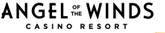 ANGEL OF THE WINDS
CASINO RESORT